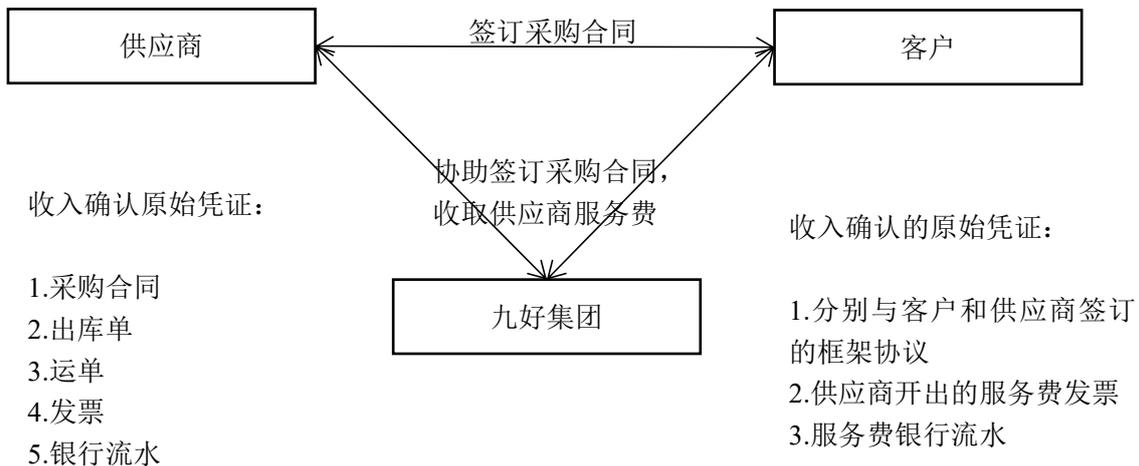 供应商
签订采购合同
客户
协助签订采购合同，
收取供应商服务费
九好集团
收入确认原始凭证：
1.采购合同
2.出库单
3.运单
4.发票
5.银行流水
收入确认的原始凭证：
1.分别与客户和供应商签订
的框架协议
2.供应商开出的服务费发票
3.服务费银行流水